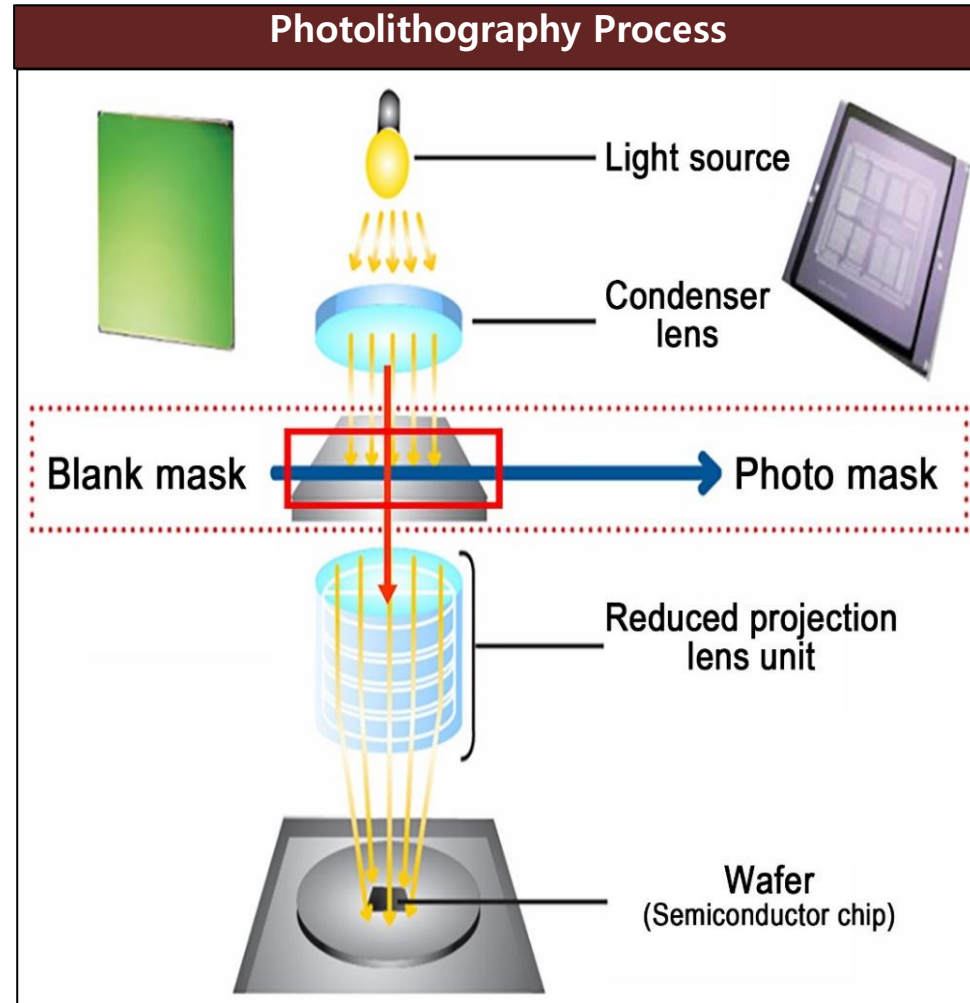 Photolithography Process
Light source
Condenser
lens
Blank mask
Photo mask
Reduced projection
lens unit
Wafer
(Semiconductor chip)